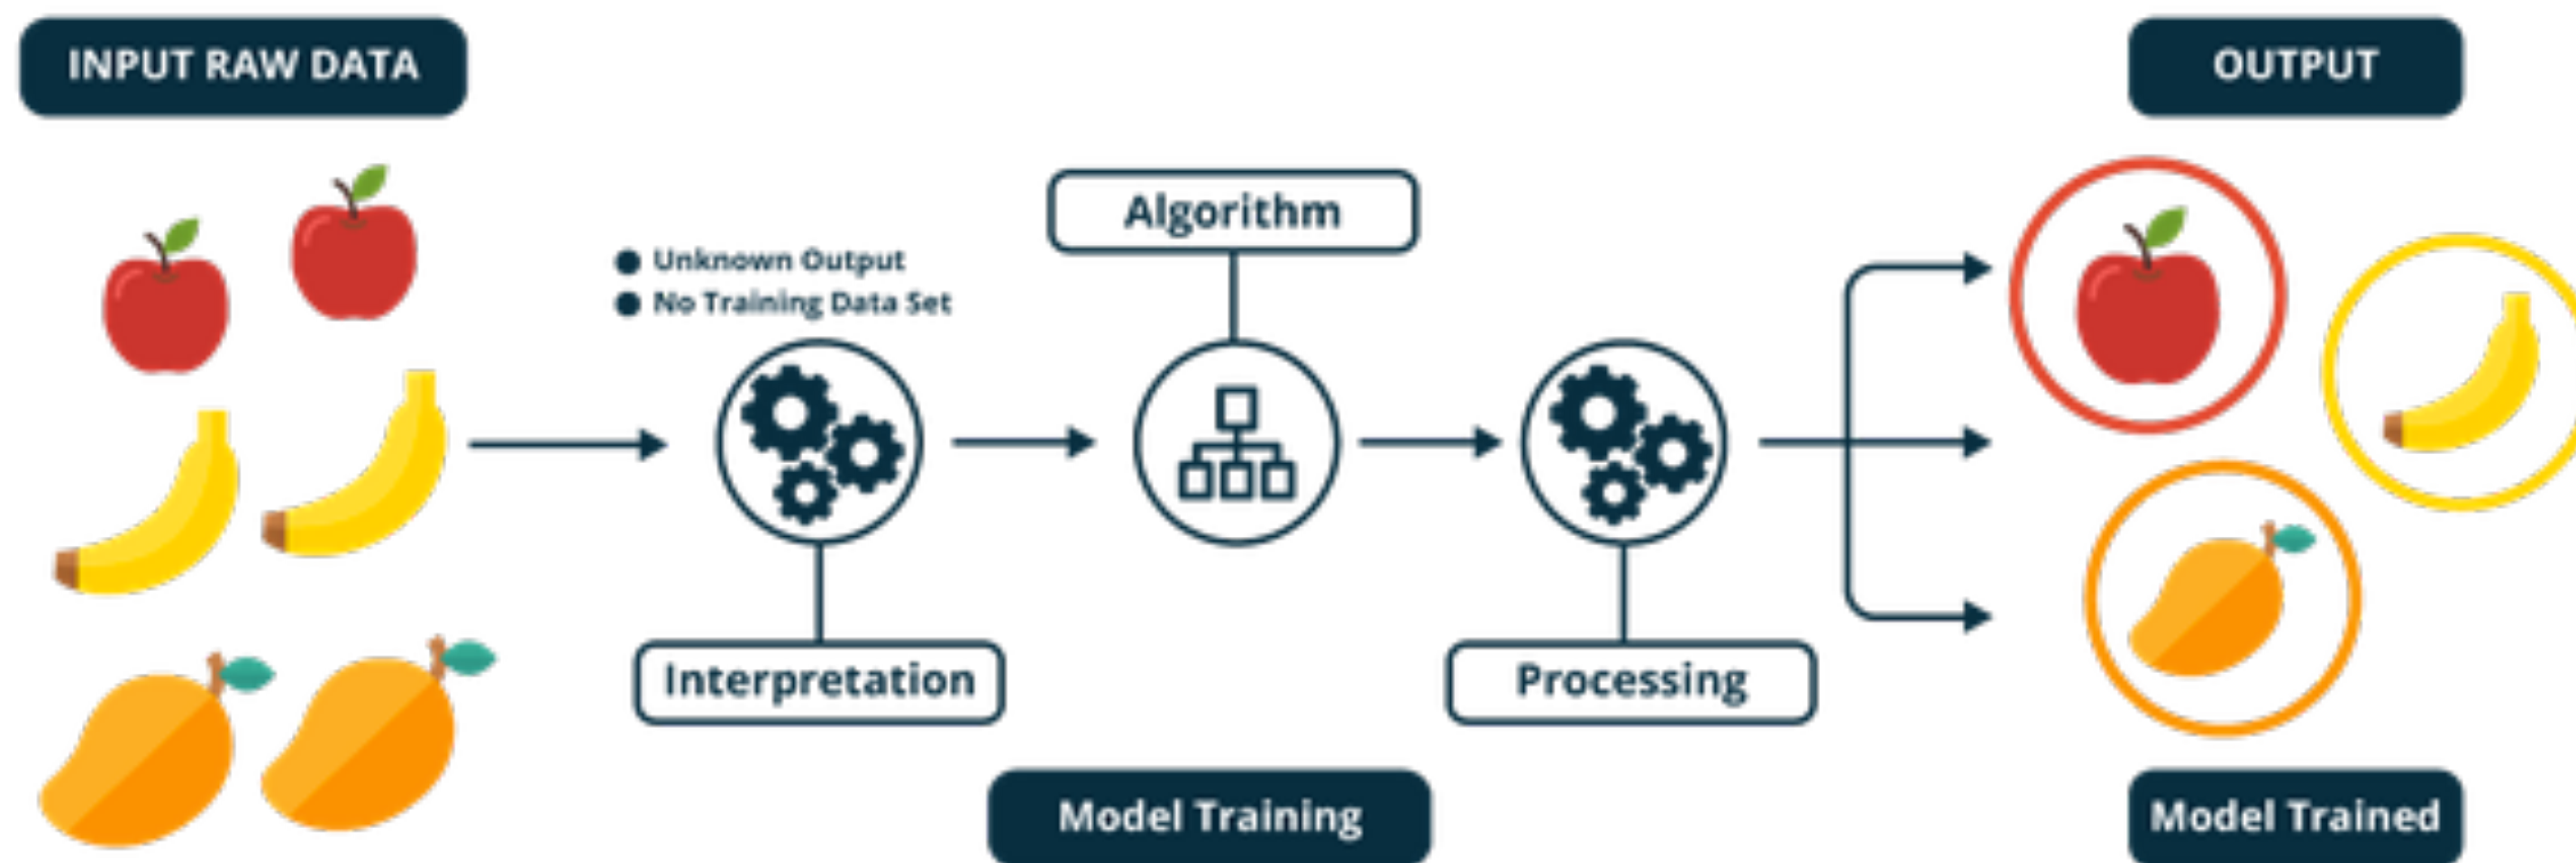 INPUT RAW DATA
OUTPUT
Algorithm
Unknown Output
No Training Data Set
Interpretation
Processing
Model Training
Model Trained